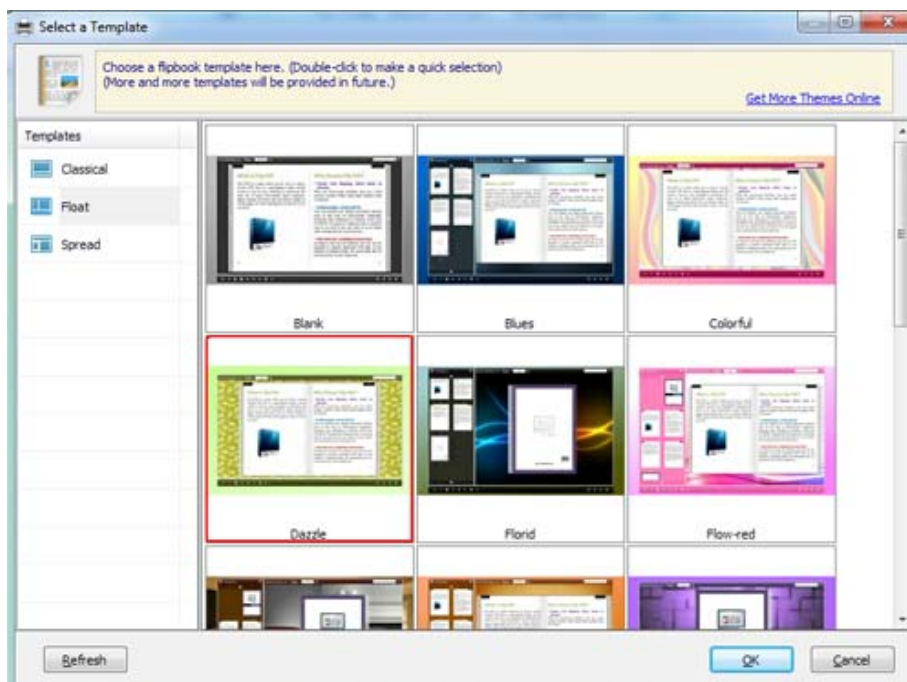 Select a Template
Choose a flipbook template here. (Double-click to make a quick selection)
(More and more templates will be provided in future.)
Get More Themes Online
Templates
Classical
Float
Spread
Blank
Blues
Colorful
Dazzle
Florid
Flow-red
Refresh
OK
Cancel